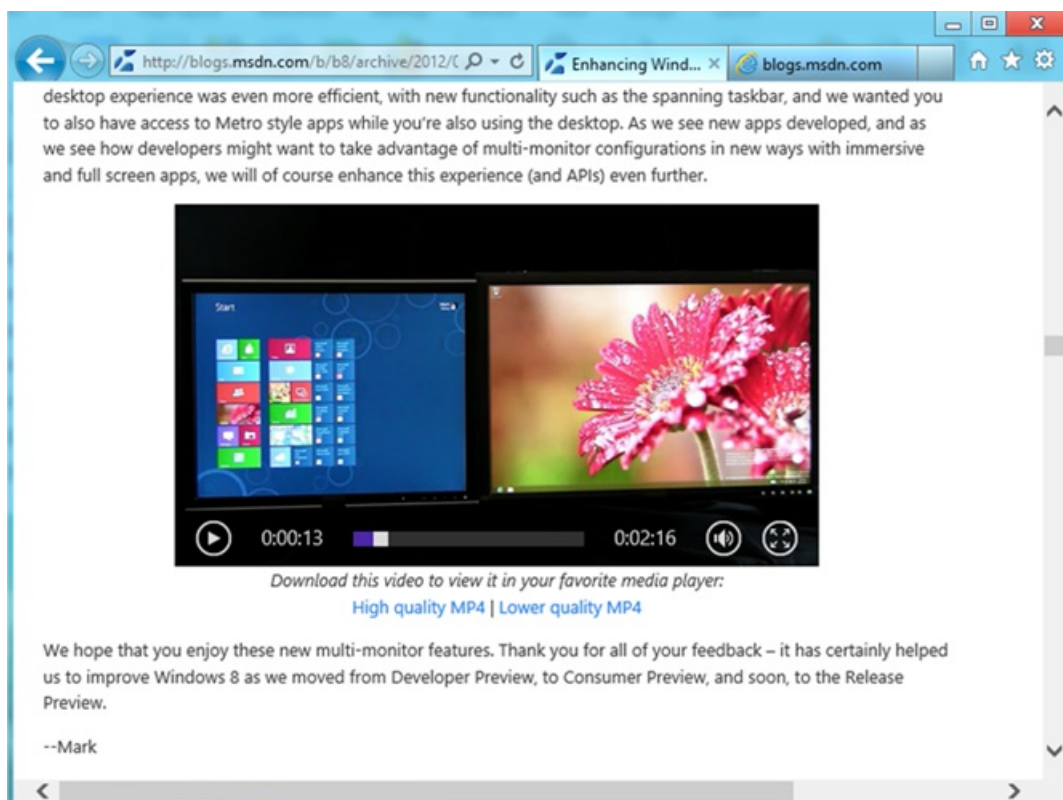 http://blogs.msdn.com/b/b8/archive/2012/0
Enhancing Wind...
blogs.msdn.com
desktop experience was even more efficient, with new functionality such as the spanning taskbar, and we wanted you
to also have access to Metro style apps while you're also using the desktop. As we see new apps developed, and as
we see how developers might want to take advantage of multi-monitor configurations in new ways with immersive
and full screen apps, we will of course enhance this experience (and APIs) even further.
Start
0:00:13
0:02:16
Download this video to view it in your favorite media player:
High quality MP4 | Lower quality MP4
We hope that you enjoy these new multi-monitor features. Thank you for all of your feedback – it has certainly helped
us to improve Windows 8 as we moved from Developer Preview, to Consumer Preview, and soon, to the Release
Preview.
--Mark